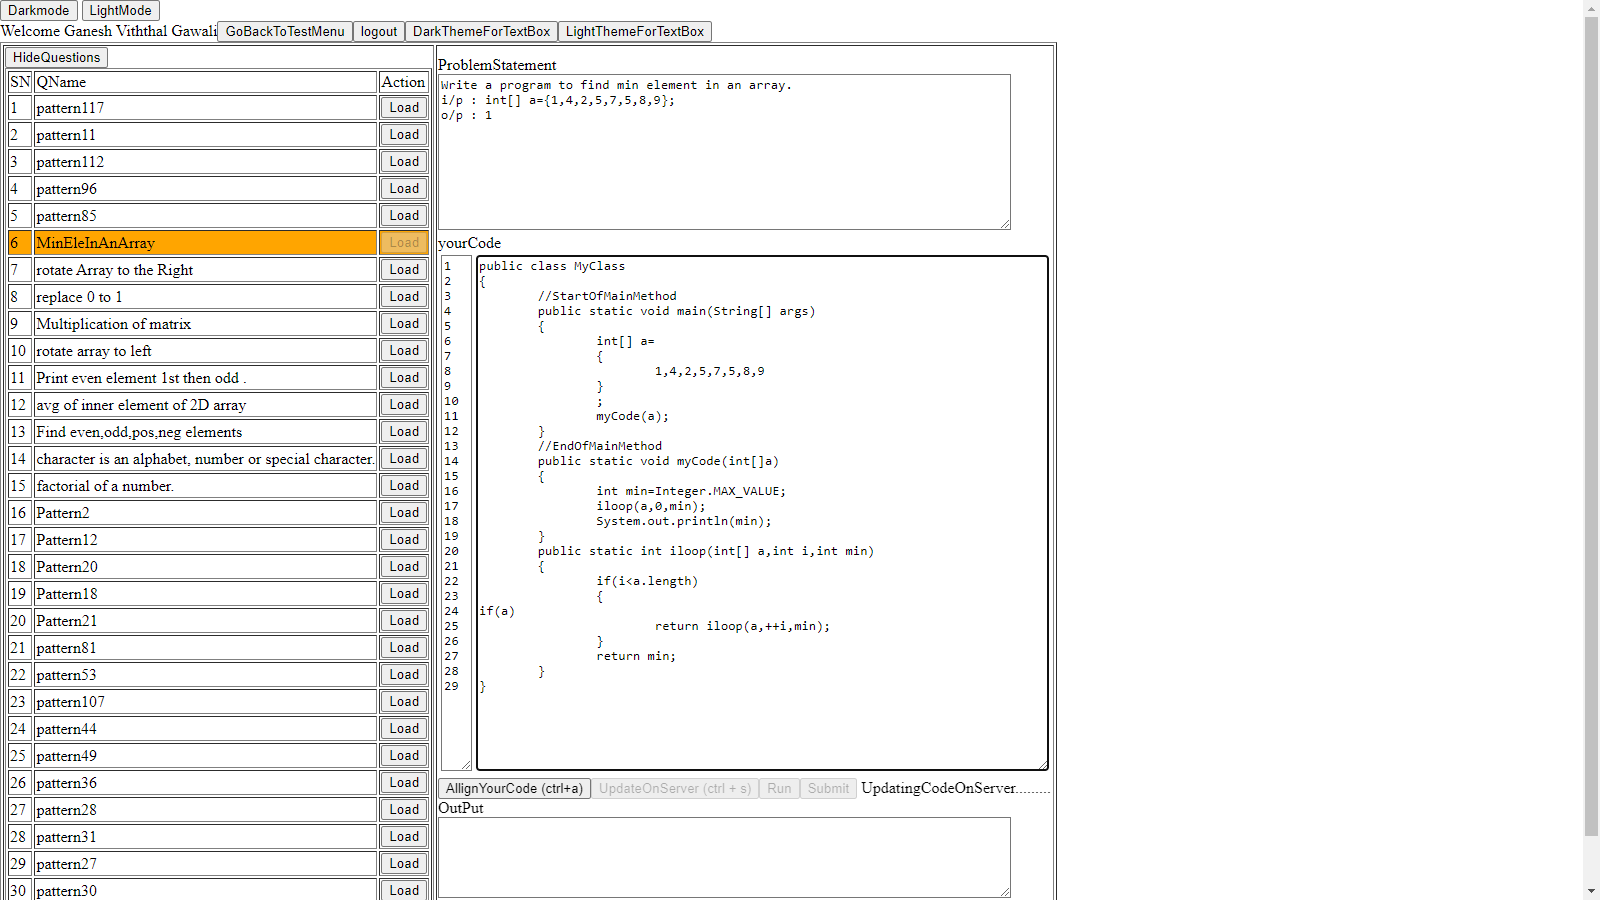 Darkmode LightMode
Welcome Ganesh Viththal Gawali GoBackToTestMenu logout DarkThemeForTextBox LightThemeForTextBox
HideQuestions
SN QName Action
1 pattern117 Load
2 pattern11 Load
3 pattern112 Load
4 pattern96 Load
5 pattern85 Load
6 MinEleInAnArray Load
7 rotate Array to the Right Load
8 replace 0 to 1 Load
9 Multiplication of matrix Load
10 rotate array to left Load
11 Print even element 1st then odd . Load
12 avg of inner element of 2D array Load
13 Find even,odd,pos,neg elements Load
14 character is an alphabet, number or special character. Load
15 factorial of a number. Load
16 Pattern2 Load
17 Pattern12 Load
18 Pattern20 Load
19 Pattern18 Load
20 Pattern21 Load
21 pattern81 Load
22 pattern53 Load
23 pattern107 Load
24 pattern44 Load
25 pattern49 Load
26 pattern36 Load
27 pattern28 Load
28 pattern31 Load
29 pattern27 Load
30 pattern30 Load
ProblemStatement
Write a program to find min element in an array.
i/p : int[] a={1,4,2,5,7,5,8,9};
o/p : 1
yourCode
1 public class MyClass
2 {
3 //StartOfMainMethod
4 public static void main(String[] args)
5 {
6 int[] a=
7 {
8 1,4,2,5,7,5,8,9
9 }
10 ;
11 myCode(a);
12 }
13 //EndOfMainMethod
14 public static void myCode(int[]a)
15 {
16 int min=Integer.MAX_VALUE;
17 iloop(a,0,min);
18 System.out.println(min);
19 }
20 public static int iloop(int[] a,int i,int min)
21 {
22 if(i<a.length)
23 {
24 if(a)
25 return iloop(a,++i,min);
26 }
27 return min;
28 }
29 }
AllignYourCode (ctrl+a) UpdateOnServer (ctrl + s) Run Submit UpdatingCodeOnServer.........
OutPut